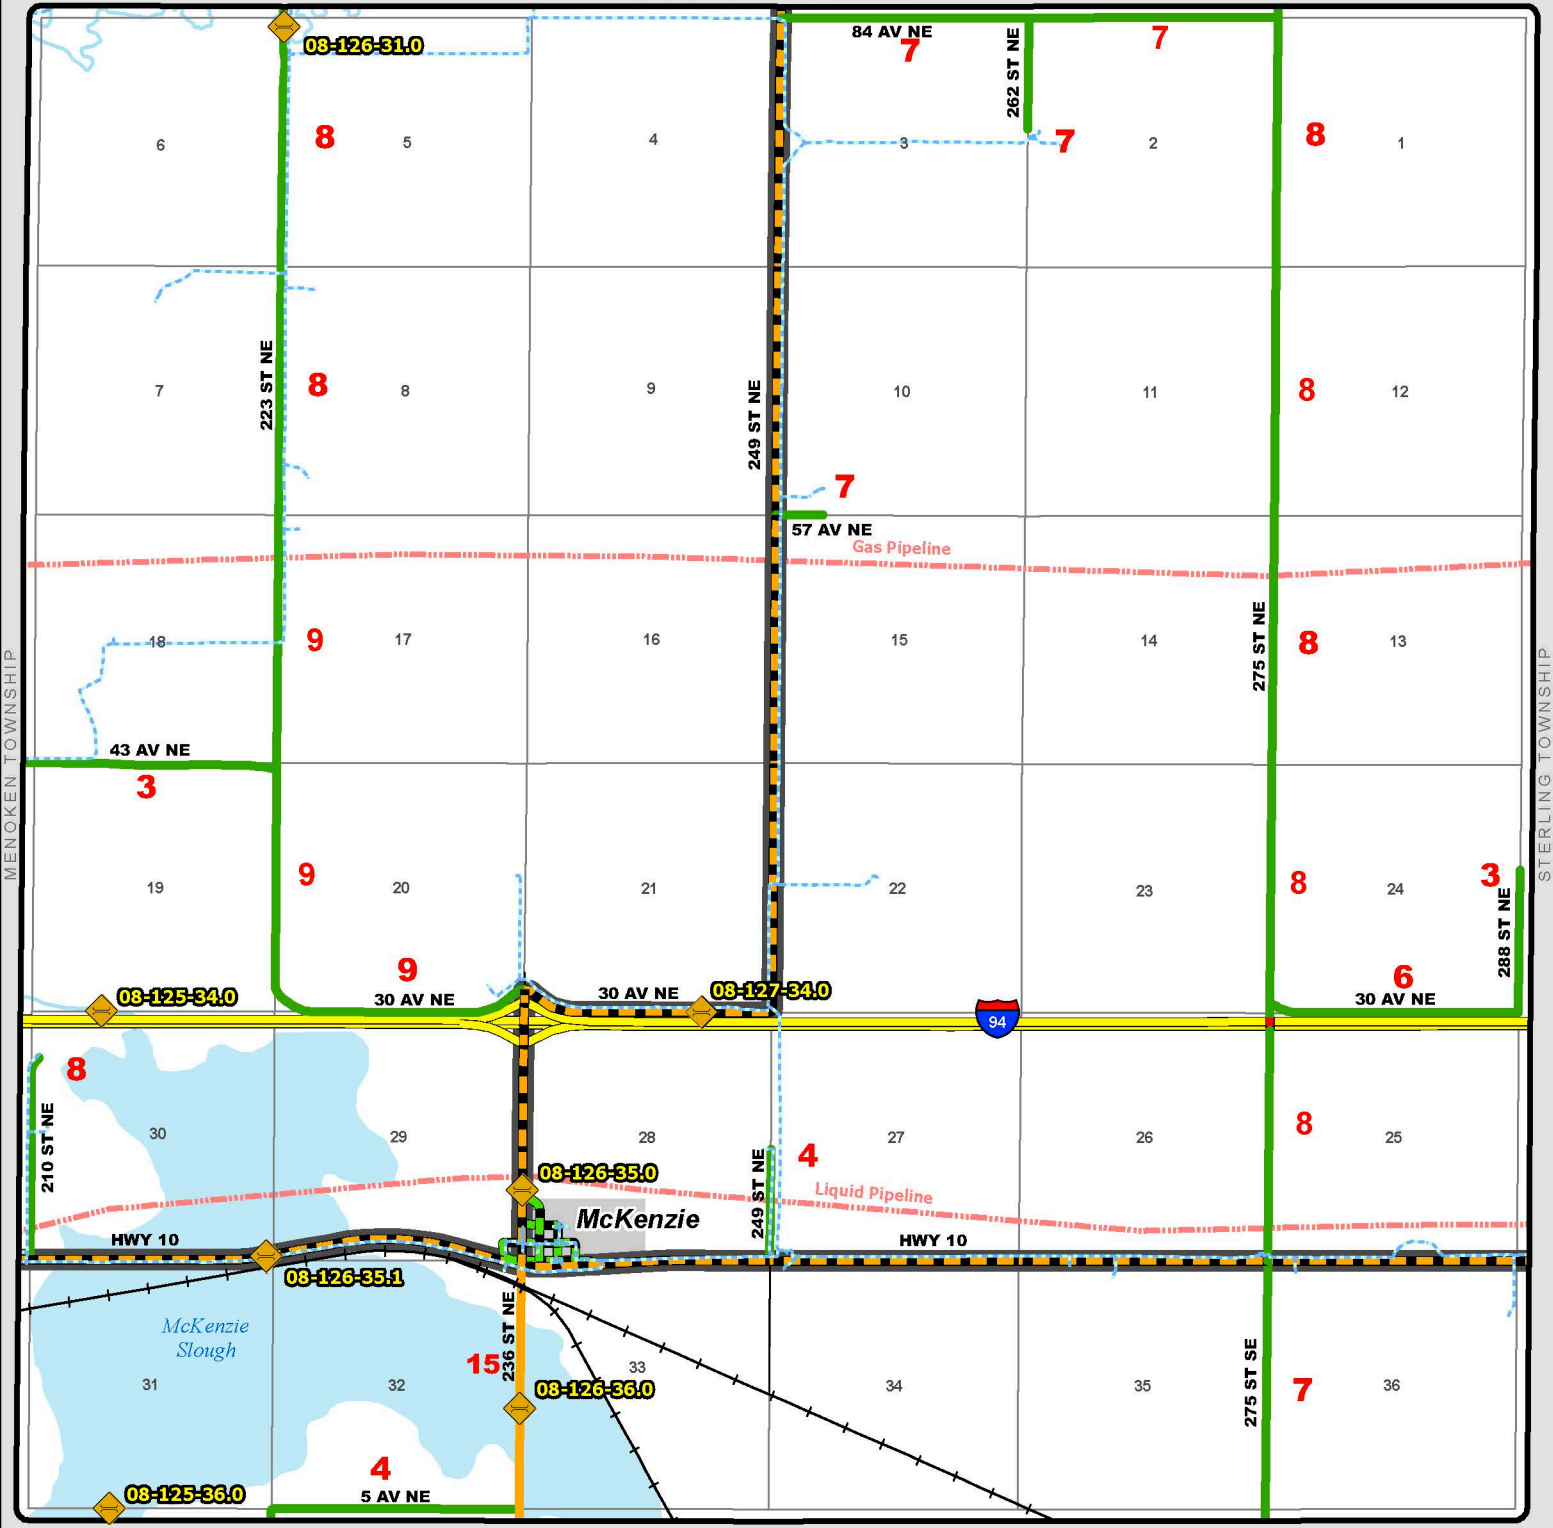 08-126-31.0
84 AV NE
7
262 ST NE
7
6
8
5
4
3
7
2
8
1
223 ST NE
7
8
8
9
249 ST NE
10
11
8
12
7
57 AV NE
Gas Pipeline
MENOKEN TOWNSHIP
18
9
17
16
15
14
275 ST NE
8
13
STERLING TOWNSHIP
43 AV NE
3
19
9
20
21
22
23
8
24
3
288 ST NE
9
30 AV NE
30 AV NE
6
30 AV NE
08-125-34.0
08-127-34.0
94
8
210 ST NE
30
29
28
27
26
8
25
4
08-126-35.0
249 ST NE
Liquid Pipeline
McKenzie
HWY 10
HWY 10
08-126-35.1
McKenzie
Slough
15
236 ST NE
33
31
32
08-126-36.0
34
35
275 ST SE
7
36
4
5 AV NE
08-125-36.0